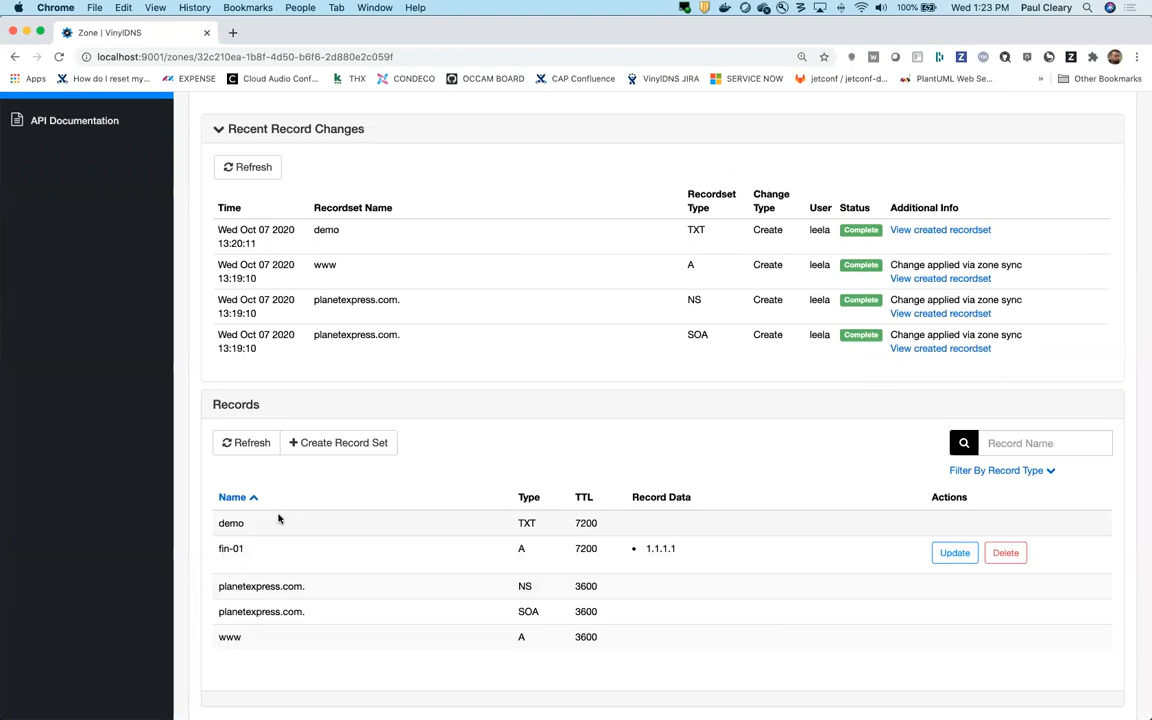 Chrome File Edit View History Bookmarks People Tab Window Help 100% Wed 1:23 PM Paul Cleary
Zone | VinylDNS
localhost:9001/zones/32c210ea-1b8f-4d50-b6f6-2d880e2c059f
Apps How do I reset my... EXPENSE Cloud Audio Conf... THX CONDECO OCCAM BOARD CAP Confluence VinylDNS JIRA SERVICE NOW jetconf / jetconf-d... PlantUML Web Se... » Other Bookmarks
API Documentation
Recent Record Changes
Refresh
Time Recordset Name Recordset Type Change Type User Status Additional Info
Wed Oct 07 2020 13:20:11 demo TXT Create leela Complete View created recordset
Wed Oct 07 2020 13:19:10 www A Create leela Complete Change applied via zone sync View created recordset
Wed Oct 07 2020 13:19:10 planetexpress.com. NS Create leela Complete Change applied via zone sync View created recordset
Wed Oct 07 2020 13:19:10 planetexpress.com. SOA Create leela Complete Change applied via zone sync View created recordset
Records
Refresh + Create Record Set Record Name
Filter By Record Type
Name Type TTL Record Data Actions
demo TXT 7200
fin-01 A 7200 • 1.1.1.1 Update Delete
planetexpress.com. NS 3600
planetexpress.com. SOA 3600
www A 3600